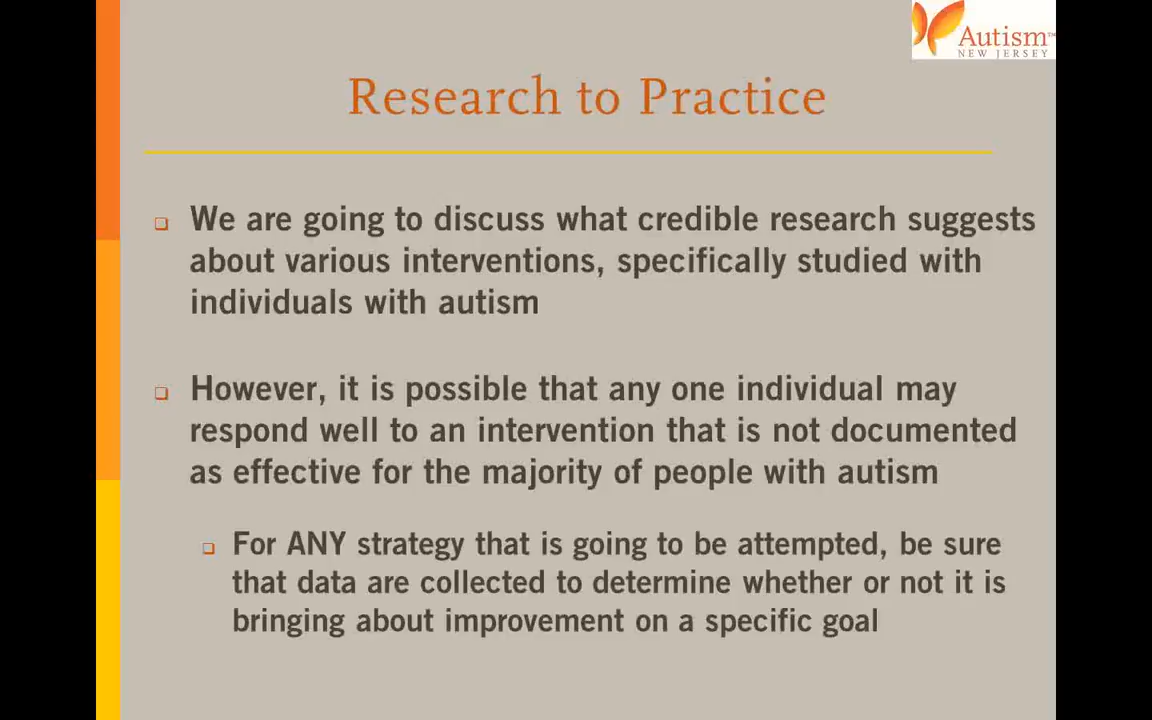 Autism™
NEW JERSEY
Research to Practice
We are going to discuss what credible research suggests
about various interventions, specifically studied with
individuals with autism
However, it is possible that any one individual may
respond well to an intervention that is not documented
as effective for the majority of people with autism
For ANY strategy that is going to be attempted, be sure
that data are collected to determine whether or not it is
bringing about improvement on a specific goal